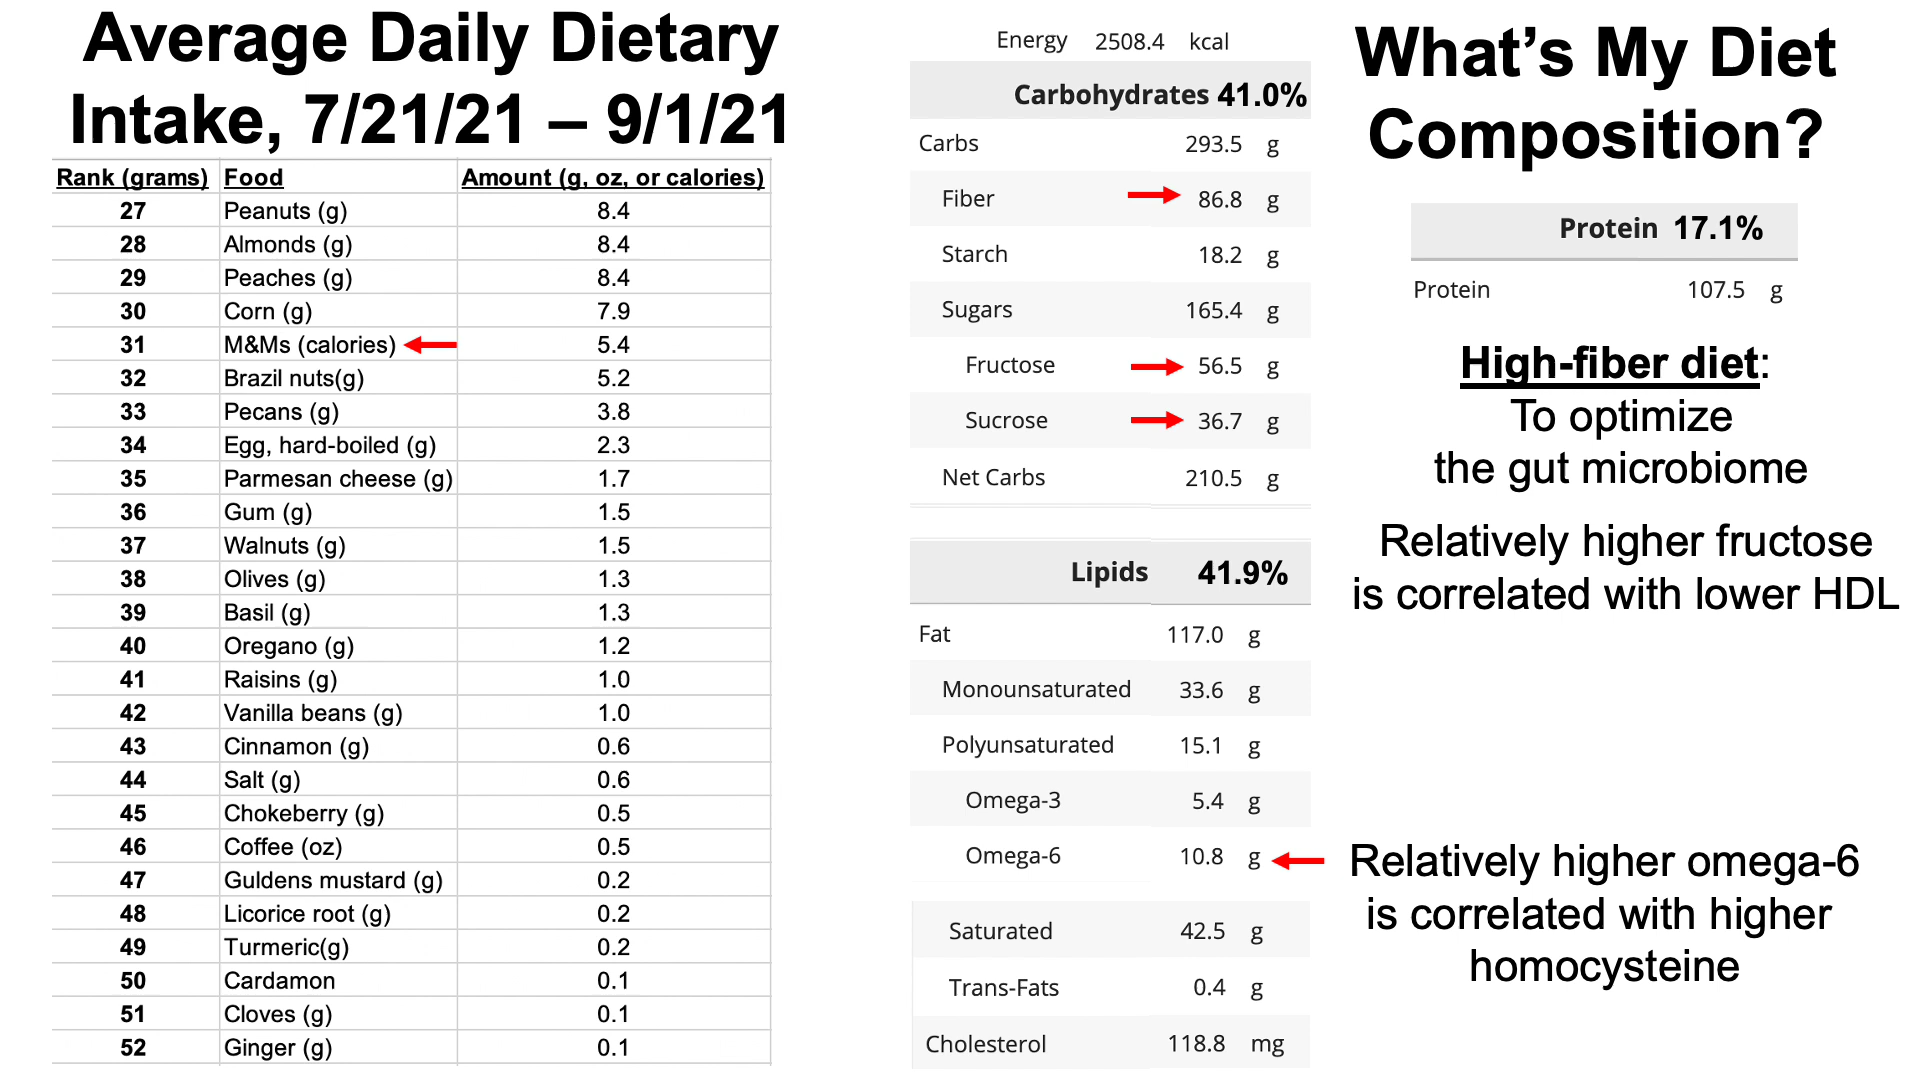 Average Daily Dietary
Intake, 7/21/21 – 9/1/21
Rank (grams) Food Amount (g, oz, or calories)
27 Peanuts (g) 8.4
28 Almonds (g) 8.4
29 Peaches (g) 8.4
30 Corn (g) 7.9
31 M&Ms (calories) 5.4
32 Brazil nuts(g) 5.2
33 Pecans (g) 3.8
34 Egg, hard-boiled (g) 2.3
35 Parmesan cheese (g) 1.7
36 Gum (g) 1.5
37 Walnuts (g) 1.5
38 Olives (g) 1.3
39 Basil (g) 1.3
40 Oregano (g) 1.2
41 Raisins (g) 1.0
42 Vanilla beans (g) 1.0
43 Cinnamon (g) 0.6
44 Salt (g) 0.6
45 Chokeberry (g) 0.5
46 Coffee (oz) 0.5
47 Guldens mustard (g) 0.2
48 Licorice root (g) 0.2
49 Turmeric(g) 0.2
50 Cardamon 0.1
51 Cloves (g) 0.1
52 Ginger (g) 0.1
Energy 2508.4 kcal
Carbohydrates 41.0%
Carbs 293.5 g
Fiber 86.8 g
Starch 18.2 g
Sugars 165.4 g
Fructose 56.5 g
Sucrose 36.7 g
Net Carbs 210.5 g
Lipids 41.9%
Fat 117.0 g
Monounsaturated 33.6 g
Polyunsaturated 15.1 g
Omega-3 5.4 g
Omega-6 10.8 g
Saturated 42.5 g
Trans-Fats 0.4 g
Cholesterol 118.8 mg
What's My Diet
Composition?
Protein 17.1%
Protein 107.5 g
High-fiber diet:
To optimize
the gut microbiome
Relatively higher fructose
is correlated with lower HDL
Relatively higher omega-6
is correlated with higher
homocysteine